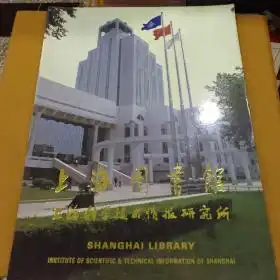 上海图书馆
上海科学技术情报研究所
SHANGHAI LIBRARY
INSTITUTE OF SCIENTIFIC & TECHNICAL INFORMATION OF SHANGHAI